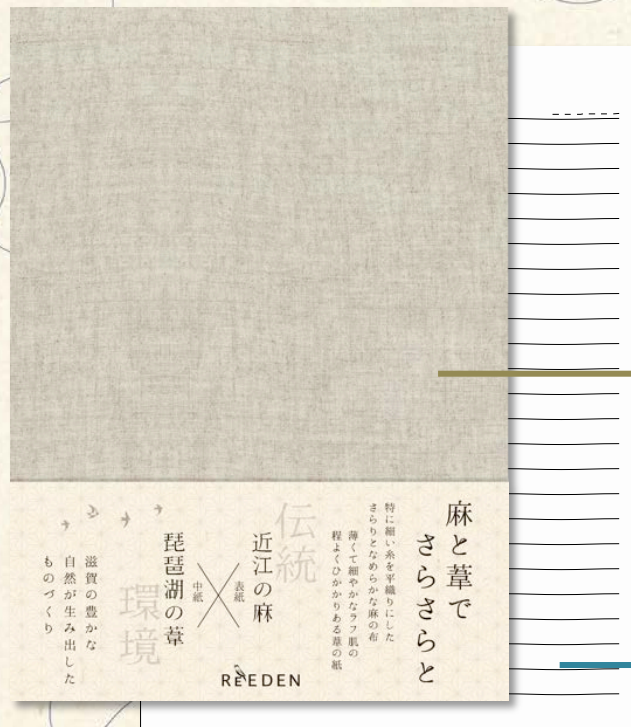 麻と葦で
さらさらと
特に細い糸を平織りにした
さらりとなめらかな麻の布
薄くて細やかなラフ肌の
程よくひかかりある葦の紙
伝統
近江の麻
表紙
中紙
琵琶湖の葦
環境
滋賀の豊かな
自然が生み出した
ものづくり
REEDEN